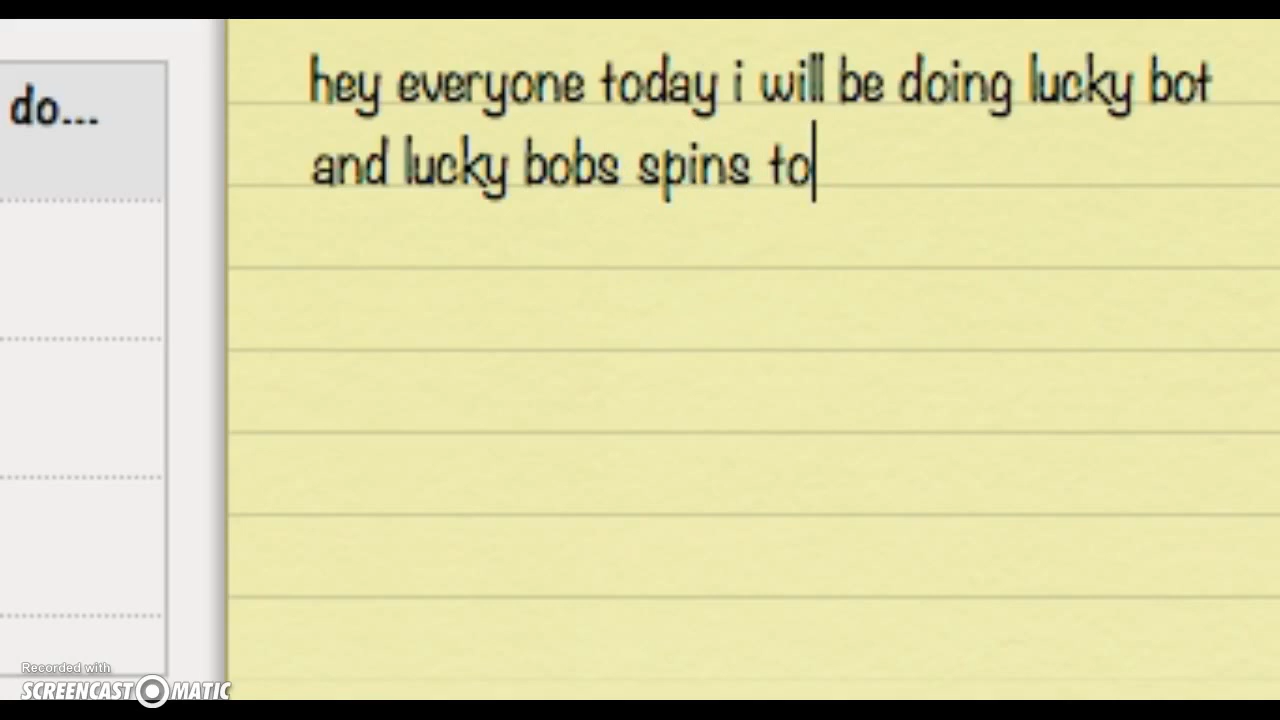 do...
hey everyone today i will be doing lucky bot
and lucky bobs spins to
Recorded with
SCREENCAST MATIC